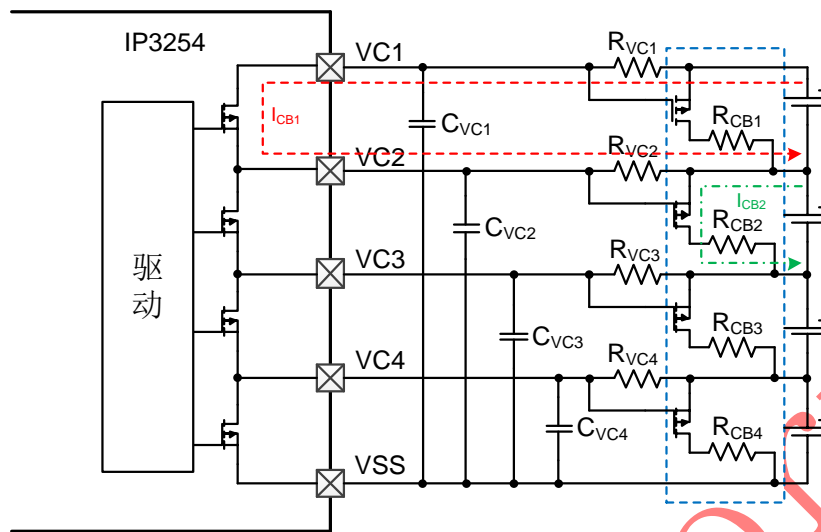 IP3254
VC1
RVC1
ICB1
CVC1
RCB1
VC2
RVC2
ICB2
CVC2
RCB2
驱动
VC3
RVC3
CVC3
RCB3
VC4
RVC4
CVC4
RCB4
VSS